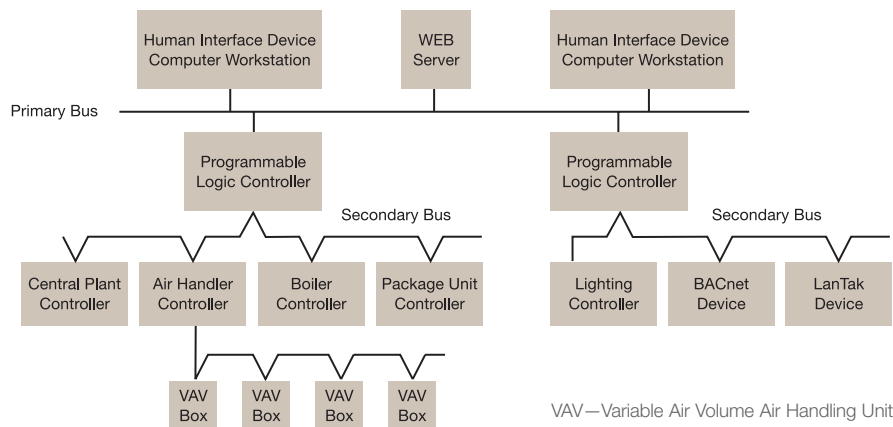 Human Interface Device
Computer Workstation
WEB
Server
Human Interface Device
Computer Workstation
Primary Bus
Programmable
Logic Controller
Programmable
Logic Controller
Secondary Bus
Secondary Bus
Central Plant
Controller
Air Handler
Controller
Boiler
Controller
Package Unit
Controller
Lighting
Controller
BACnet
Device
LanTak
Device
VAV
Box
VAV
Box
VAV
Box
VAV
Box
VAV—Variable Air Volume Air Handling Unit